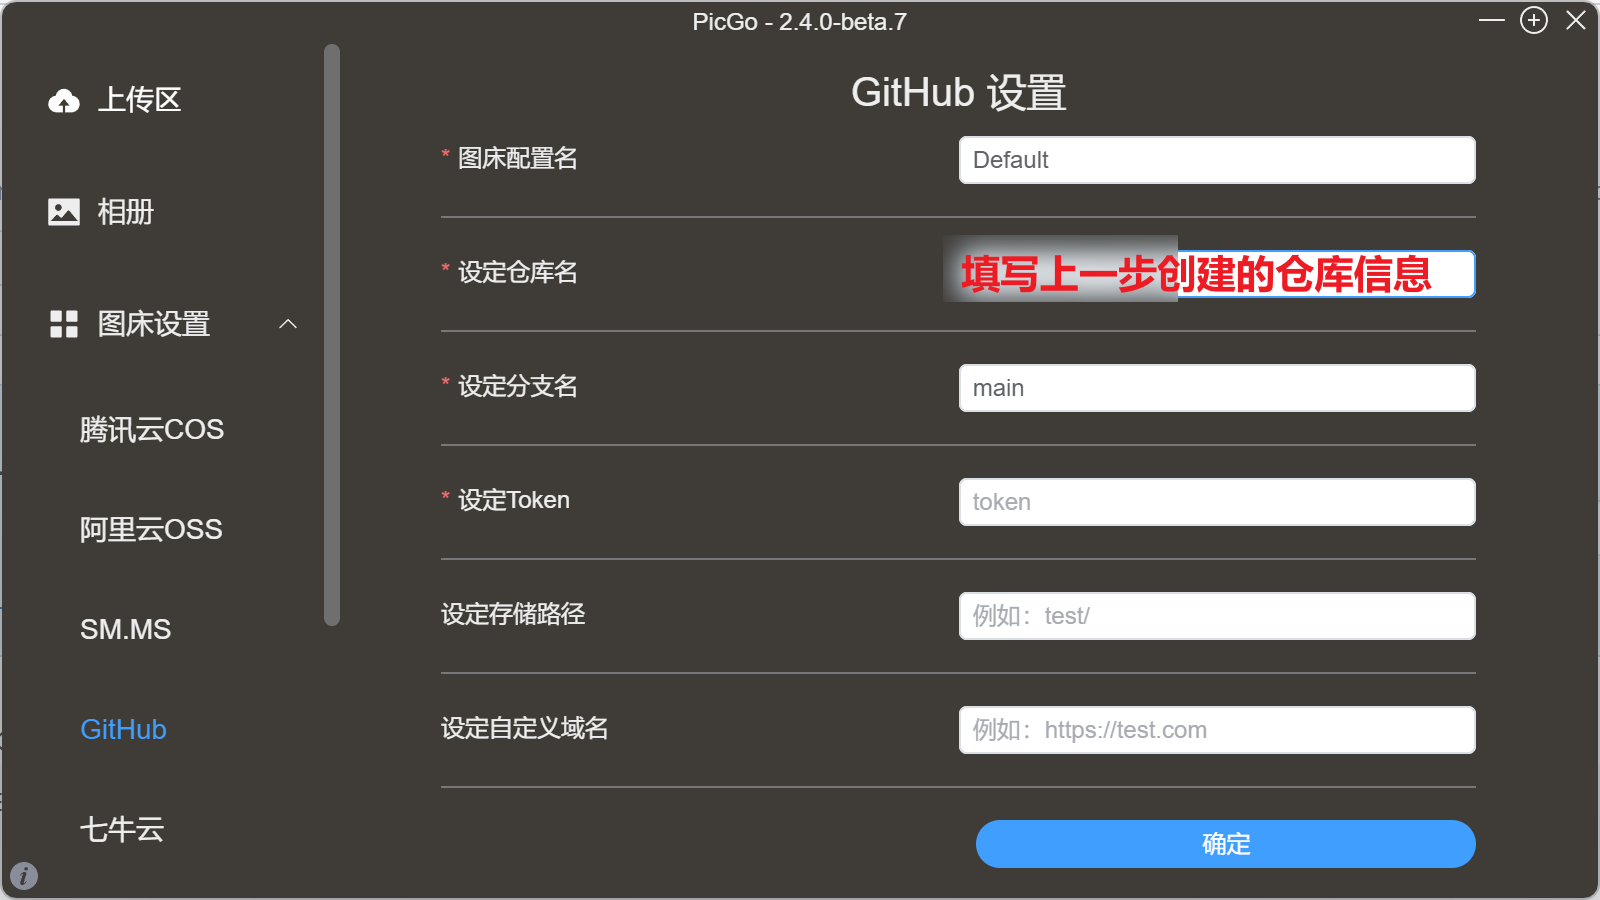 PicGo - 2.4.0-beta.7
上传区
相册
图床设置
腾讯云COS
阿里云OSS
SM.MS
GitHub
七牛云
GitHub 设置
* 图床配置名
Default
* 设定仓库名
填写上一步创建的仓库信息
* 设定分支名
main
* 设定Token
token
设定存储路径
例如：test/
设定自定义域名
例如：https://test.com
确定